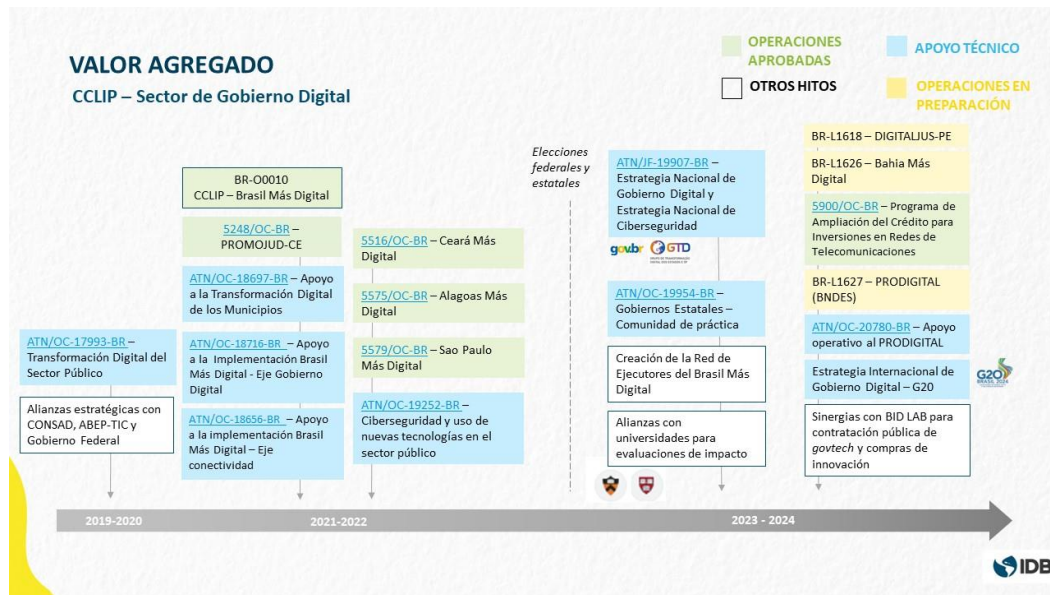 VALOR AGREGADO
CCLIP – Sector de Gobierno Digital
OPERACIONES
APROBADAS
APOYO TÉCNICO
OTROS HITOS
OPERACIONES EN
PREPARACIÓN
ATN/OC-17993-BR –
Transformación Digital del
Sector Público
Alianzas estratégicas con
CONSAD, ABEP-TIC y
Gobierno Federal
BR-O0010
CCLIP – Brasil Más Digital
5248/OC-BR –
PROMOJUD-CE
ATN/OC-18697-BR – Apoyo
a la Transformación Digital
de los Municipios
ATN/OC-18716-BR – Apoyo
a la Implementación Brasil
Más Digital - Eje Gobierno
Digital
ATN/OC-18656-BR – Apoyo
a la implementación Brasil
Más Digital – Eje
conectividad
5516/OC-BR – Ceará Más
Digital
5575/OC-BR – Alagoas Más
Digital
5579/OC-BR – Sao Paulo
Más Digital
ATN/OC-19252-BR –
Ciberseguridad y uso de
nuevas tecnologías en el
sector público
Elecciones
federales y
estatales
ATN/JF-19907-BR –
Estrategia Nacional de
Gobierno Digital y
Estrategia Nacional de
Ciberseguridad
gov.br GTD
ATN/OC-19954-BR –
Gobiernos Estatales –
Comunidad de práctica
Creación de la Red de
Ejecutores del Brasil Más
Digital
Alianzas con
universidades para
evaluaciones de impacto
BR-L1618 – DIGITALJUS-PE
BR-L1626 – Bahia Más
Digital
5900/OC-BR – Programa de
Ampliación del Crédito para
Inversiones en Redes de
Telecomunicaciones
BR-L1627 – PRODIGITAL
(BNDES)
ATN/OC-20780-BR – Apoyo
operativo al PRODIGITAL
Estrategia Internacional de
Gobierno Digital – G20
G20
BRASIL 2024
Sinergias con BID LAB para
contratación pública de
govtech y compras de
innovación
2019-2020
2021-2022
2023 - 2024
IDB